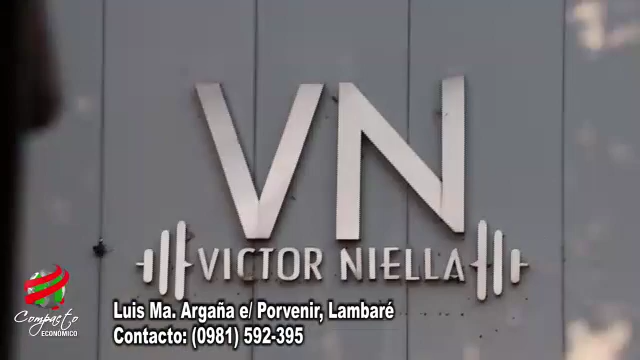 VN
VICTOR NIELLA
Luis Ma. Argaña e/ Porvenir, Lambaré
Contacto: (0981) 592-395
Compacto
ECONÓMICO